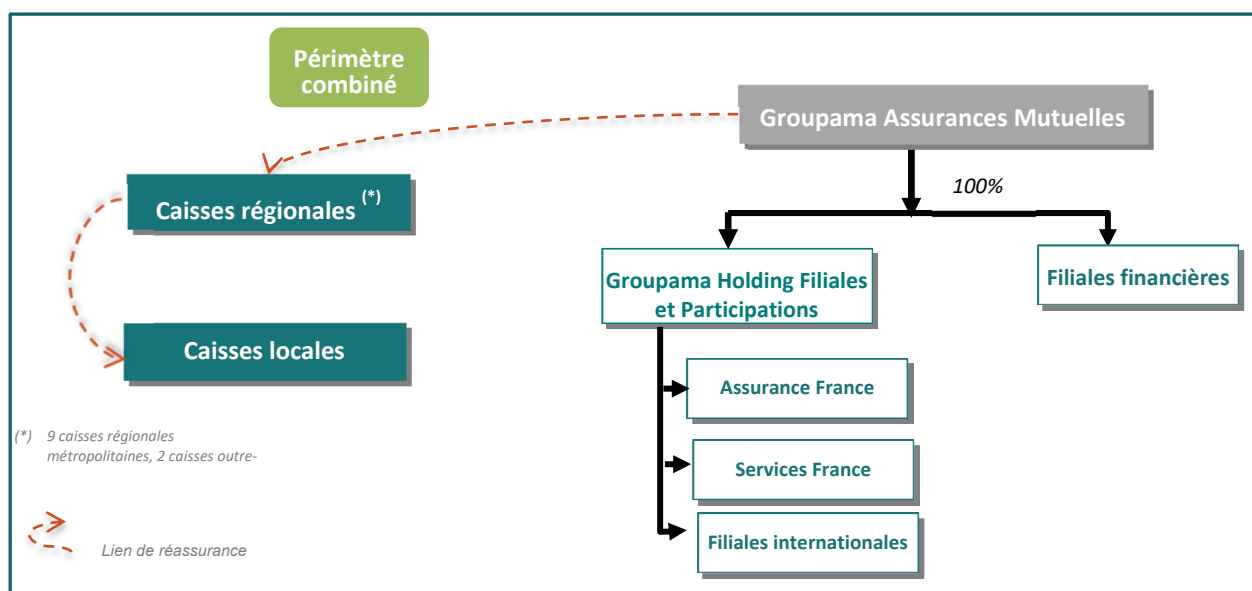 Périmètre
combiné
Groupama Assurances Mutuelles
100%
Caisses régionales (*)
Groupama Holding Filiales
et Participations
Filiales financières
Caisses locales
Assurance France
Services France
Filiales internationales
(*) 9 caisses régionales
métropolitaines, 2 caisses outre-
Lien de réassurance